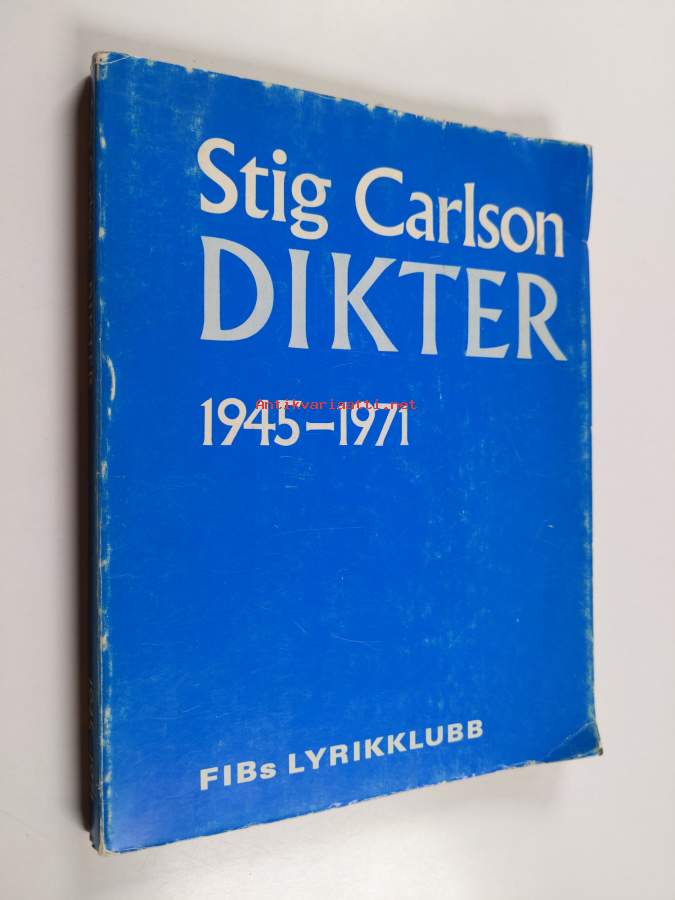 Stig Carlson
DIKTER
Antikvariaatti.net
1945–1971
FIBs LYRIKKLUBB